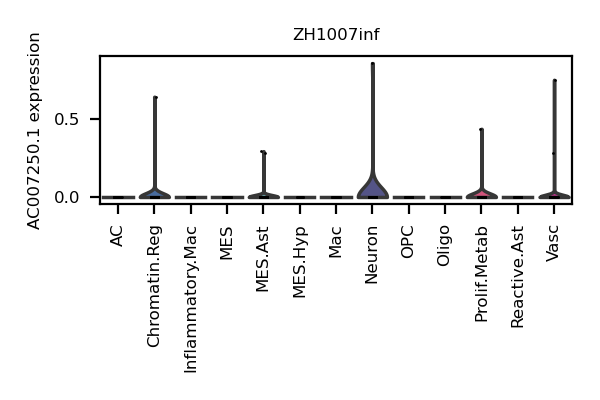 ZH1007inf
AC007250.1 expression
0.5
0.0
AC
Chromatin.Reg
Inflammatory.Mac
MES
MES.Ast
MES.Hyp
Mac
Neuron
OPC
Oligo
Prolif.Metab
Reactive.Ast
Vasc